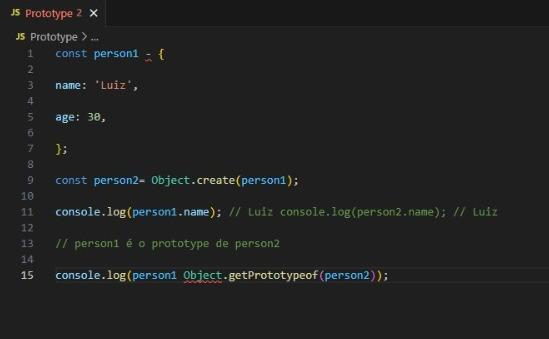 JS Prototype 2 ×
JS Prototype > ...
1 const person1 - {
2
3 name: 'Luiz',
4
5 age: 30,
6
7 };
8
9 const person2= Object.create(person1);
10
11 console.log(person1.name); // Luiz console.log(person2.name); // Luiz
12
13 // person1 é o prototype de person2
14
15 console.log(person1 Object.getPrototypeof(person2));